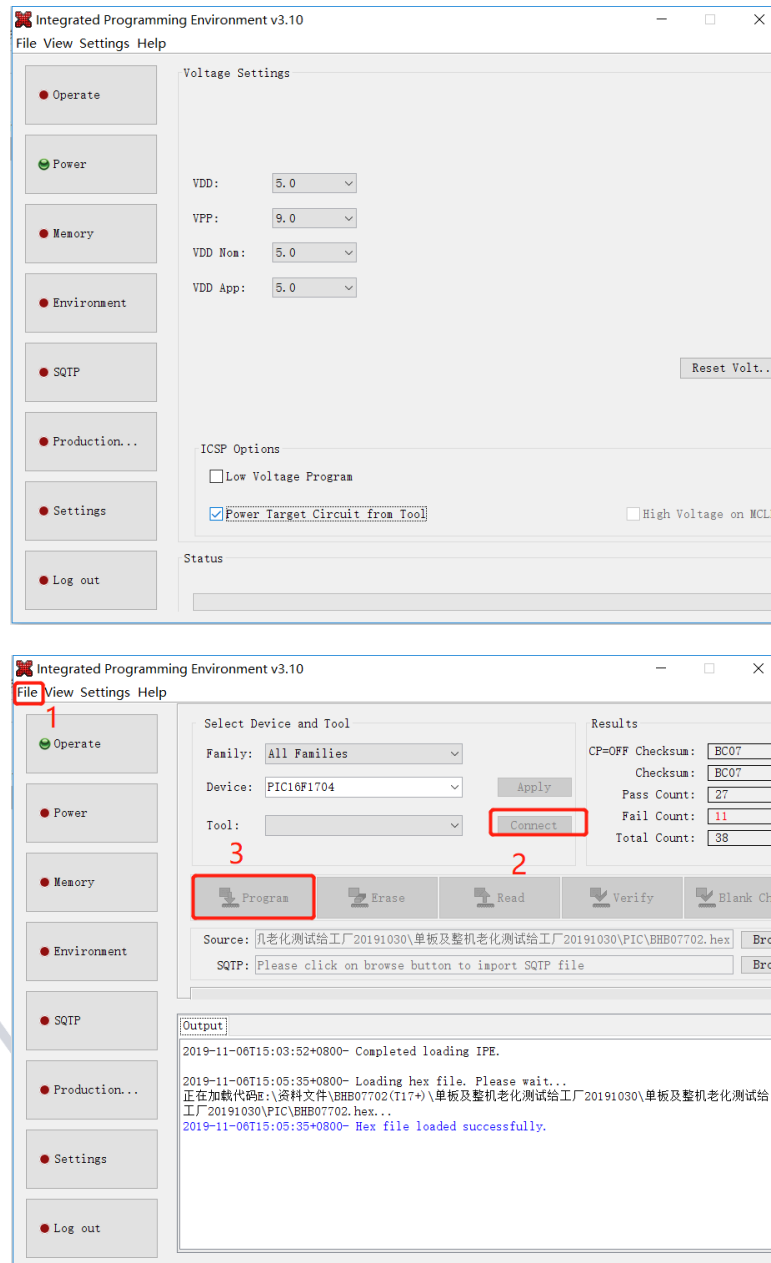 Integrated Programming Environment v3.10
File View Settings Help
Voltage Settings
Operate
Power
VDD: 5.0
VPP: 9.0
Memory
VDD Nom: 5.0
VDD App: 5.0
Environment
SQTP
Reset Volt..
Production...
ICSP Options
Low Voltage Program
Settings
Power Target Circuit from Tool
High Voltage on MCL
Status
Log out
Integrated Programming Environment v3.10
File View Settings Help
1
Select Device and Tool
Results
Operate
Family: All Families
CP=OFF Checksum: BC07
Checksum: BC07
Device: PIC16F1704
Apply
Pass Count: 27
Power
Fail Count: 11
Tool:
Connect
Total Count: 38
3
2
Memory
Program
Erase
Read
Verify
Blank Ch
Source: 几老化测试给工厂20191030\单板及整机老化测试给工厂20191030\PIC\BHB07702.hex
Bro
Environment
SQTP: Please click on browse button to import SQTP file
Bro
SQTP
Output
2019-11-06T15:03:52+0800- Completed loading IPE.
2019-11-06T15:05:35+0800- Loading hex file. Please wait...
Production...
正在加载代码E:\资料文件\BHB07702(T17+)\单板及整机老化测试给工厂20191030\单板及整机老化测试给
工厂20191030\PIC\BHB07702.hex...
2019-11-06T15:05:35+0800- Hex file loaded successfully.
Settings
Log out